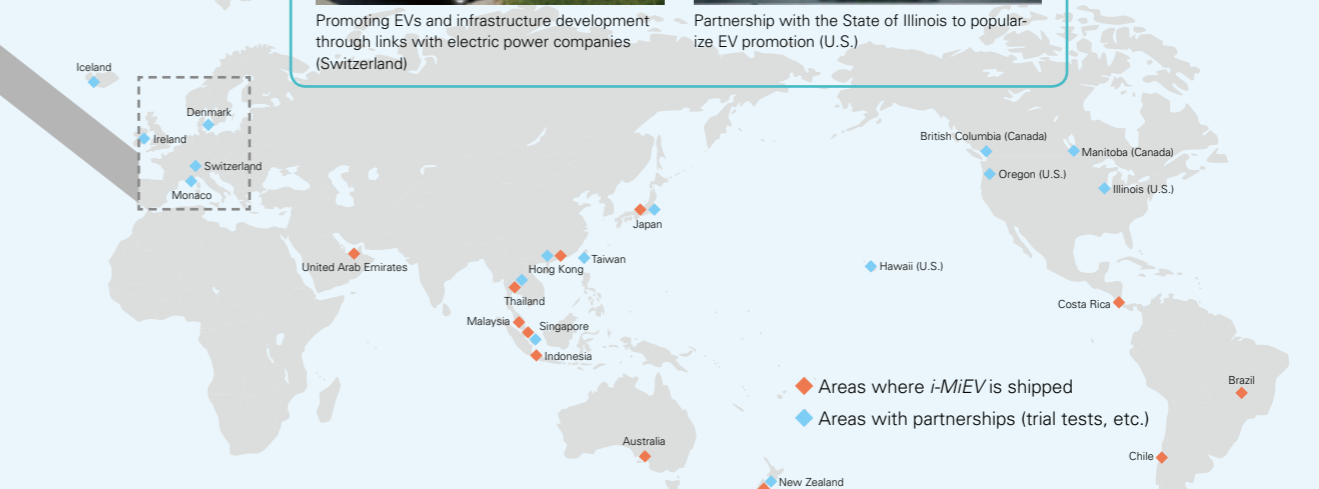 Promoting EVs and infrastructure development
through links with electric power companies
(Switzerland)
Partnership with the State of Illinois to popular-
ize EV promotion (U.S.)
Iceland
Denmark
Ireland
Switzerland
Monaco
United Arab Emirates
Japan
Hong Kong
Taiwan
Thailand
Malaysia
Singapore
Indonesia
Australia
New Zealand
British Columbia (Canada)
Manitoba (Canada)
Oregon (U.S.)
Illinois (U.S.)
Hawaii (U.S.)
Costa Rica
Brazil
Chile
Areas where i-MiEV is shipped
Areas with partnerships (trial tests, etc.)